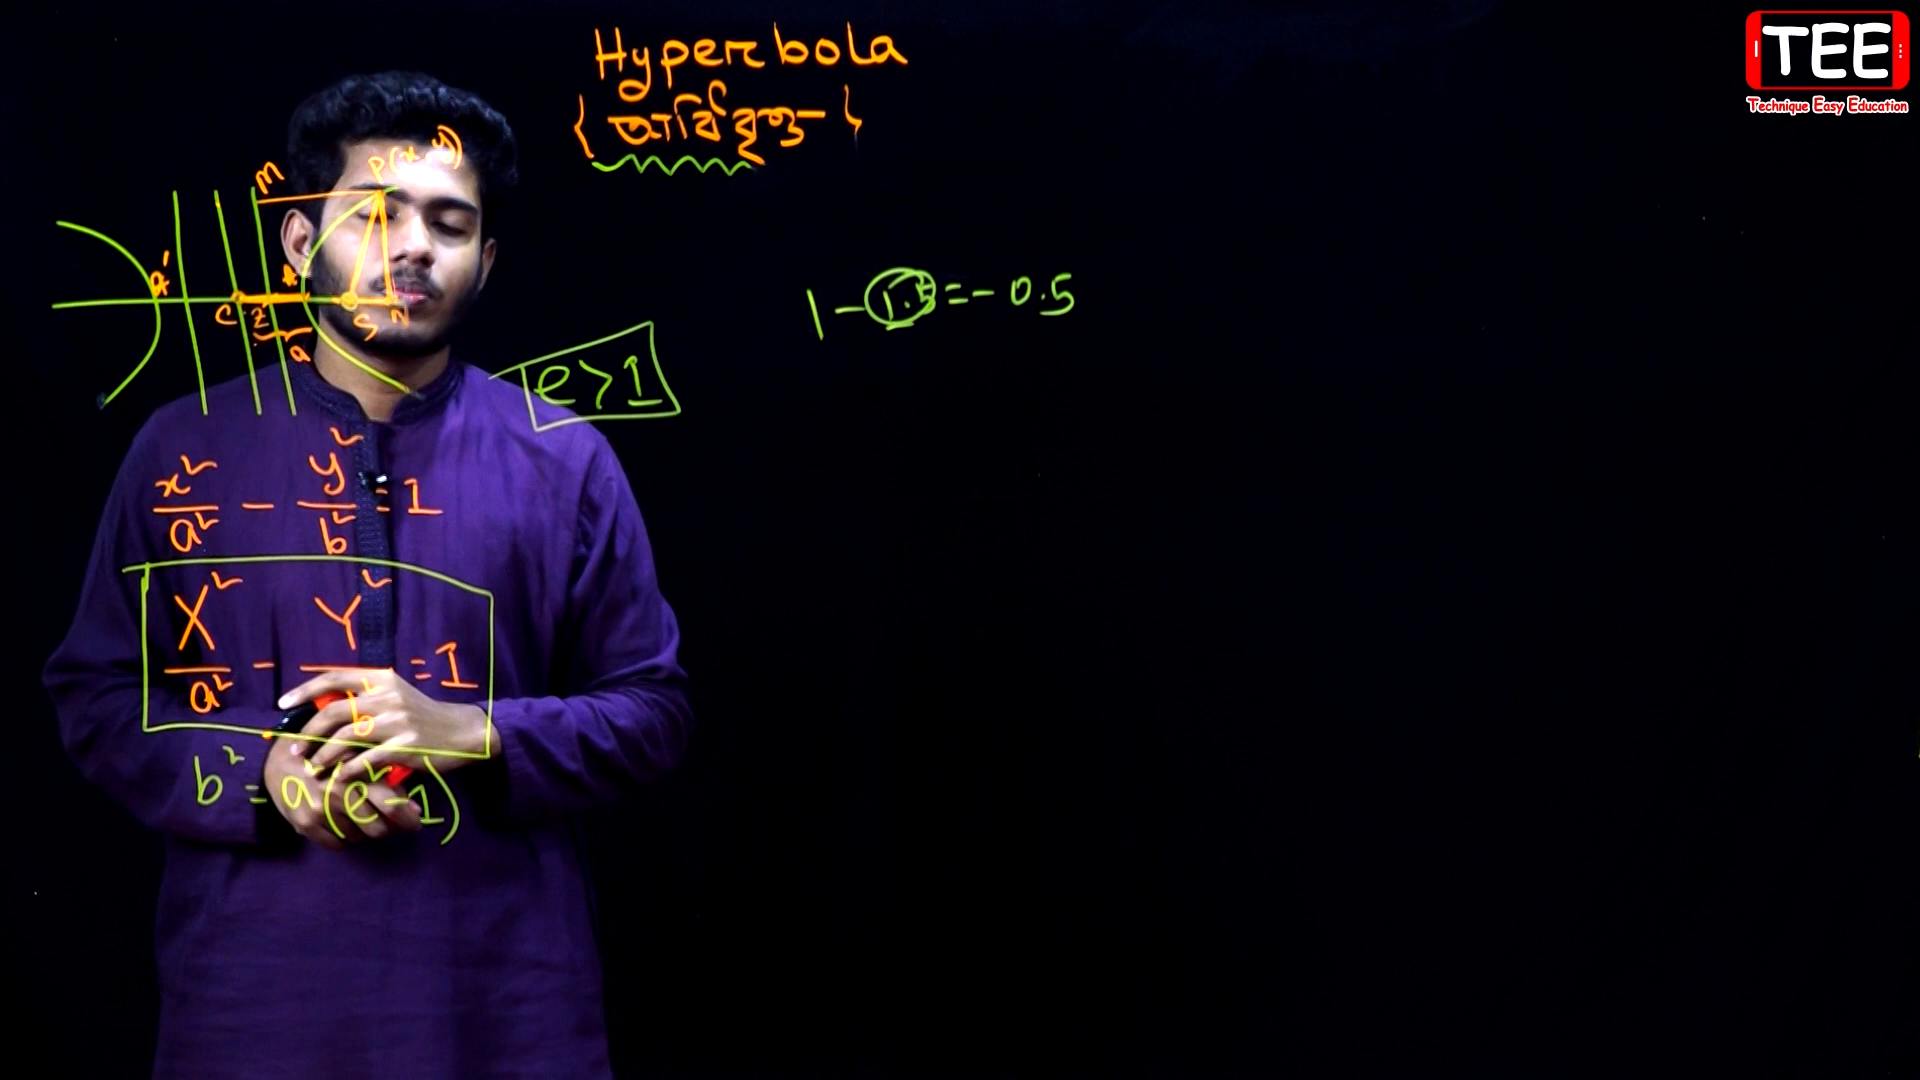 Hyperbola
{ অধিবৃত্ত }
TEE
Technique Easy Education
M
P(x, y)
A'
A
C
Z
S
N
a
1 - 1.5 = - 0.5
e > 1
x²/a² - y²/b² = 1
X²/a² - Y²/b² = 1
b² = a²(e² - 1)